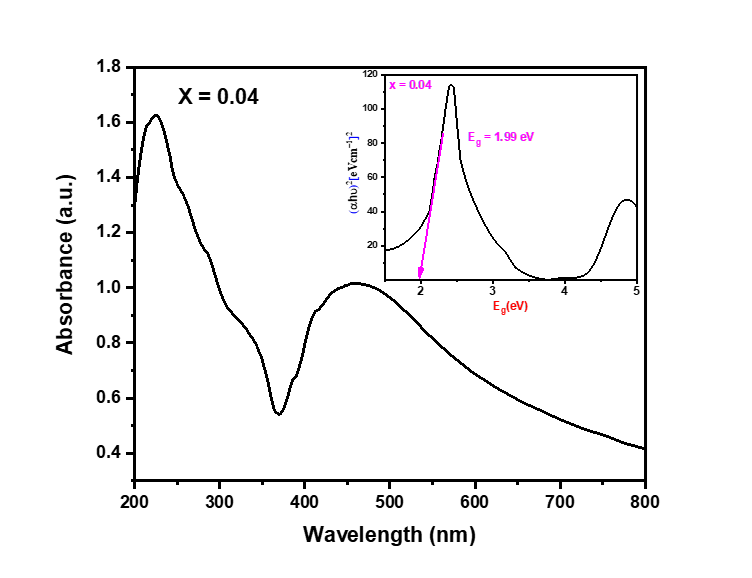 X = 0.04
x = 0.04
E_g = 1.99 eV
(αhυ)²[eVcm⁻¹]²
120
100
80
60
40
20
2 3 4 5
E_g(eV)
Absorbance (a.u.)
1.8
1.6
1.4
1.2
1.0
0.8
0.6
0.4
200 300 400 500 600 700 800
Wavelength (nm)